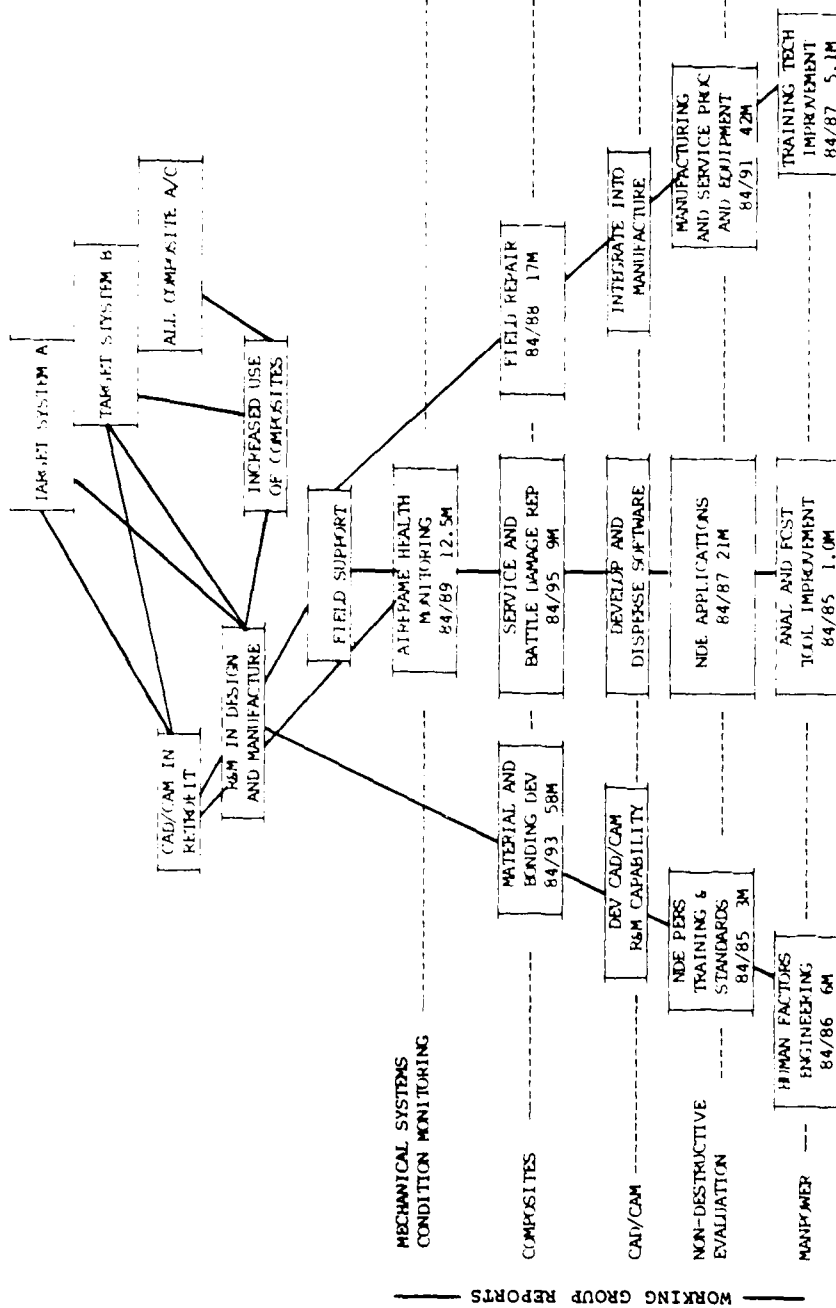 TARGET SYSTEM A
TARGET SYSTEM B
ALL COMPOSITE A/C
CAD/CAM IN
RETROFIT
R&M IN DESIGN
AND MANUFACTURE
INCREASED USE
OF COMPOSITES
FIELD SUPPORT
WORKING GROUP REPORTS
MECHANICAL SYSTEMS
CONDITION MONITORING
AIRFRAME HEALTH
MONITORING
84/89 12.5M
COMPOSITES
MATERIAL AND
BONDING DEV
84/93 58M
SERVICE AND
BATTLE DAMAGE REP
84/95 9M
FIELD REPAIR
84/88 17M
CAD/CAM
DEV CAD/CAM
R&M CAPABILITY
DEVELOP AND
DISPERSE SOFTWARE
INTEGRATE INTO
MANUFACTURE
NON-DESTRUCTIVE
EVALUATION
NDE PERS
TRAINING &
STANDARDS
84/85 3M
NDE APPLICATIONS
84/87 21M
MANUFACTURING
AND SERVICE PROC
AND EQUIPMENT
84/91 42M
MANPOWER
HUMAN FACTORS
ENGINEERING
84/86 6M
ANAL AND FCST
TOOL IMPROVEMENT
84/85 1.0M
TRAINING TECH
IMPROVEMENT
84/87 5.1M